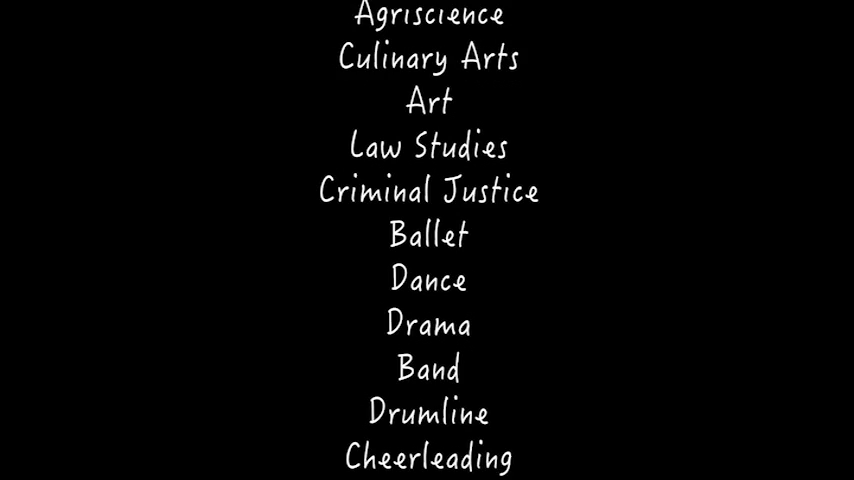 Agriscience
Culinary Arts
Art
Law Studies
Criminal Justice
Ballet
Dance
Drama
Band
Drumline
Cheerleading